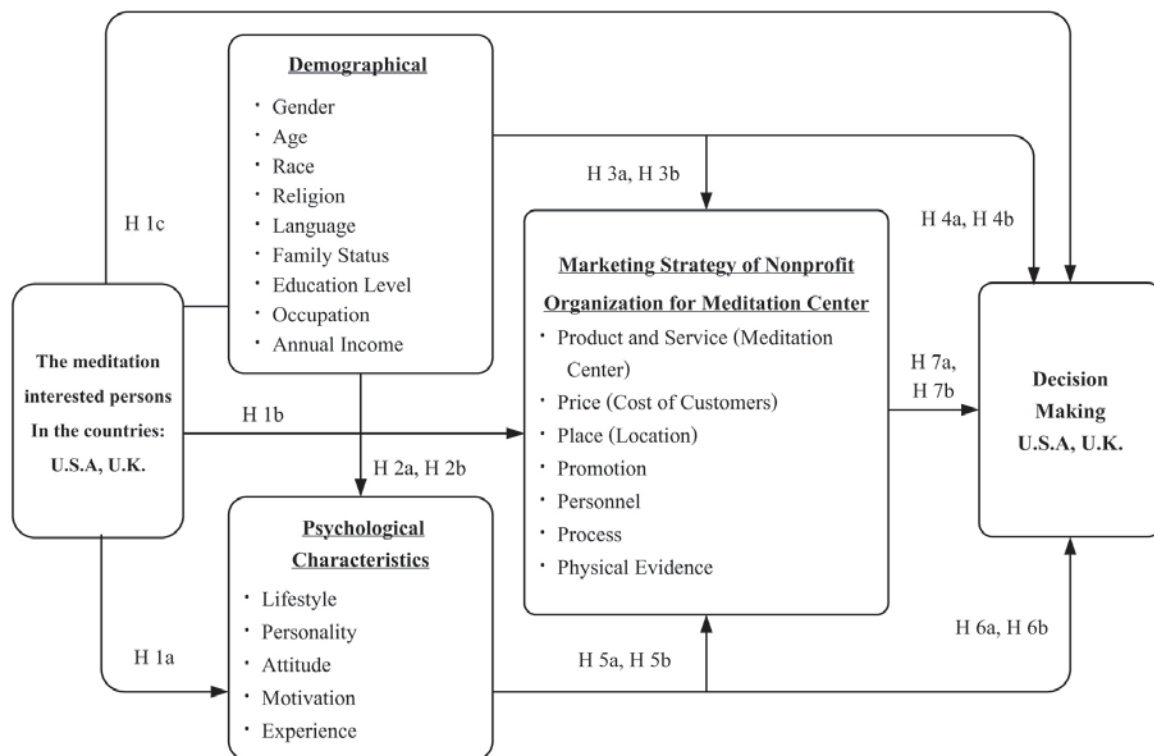 Demographical
· Gender
· Age
· Race
· Religion
· Language
· Family Status
· Education Level
· Occupation
· Annual Income
H 1c
H 3a, H 3b
H 4a, H 4b
The meditation
interested persons
In the countries:
U.S.A, U.K.
H 1b
H 2a, H 2b
Marketing Strategy of Nonprofit
Organization for Meditation Center
· Product and Service (Meditation
Center)
· Price (Cost of Customers)
· Place (Location)
· Promotion
· Personnel
· Process
· Physical Evidence
H 7a,
H 7b
Decision
Making
U.S.A, U.K.
H 1a
Psychological
Characteristics
· Lifestyle
· Personality
· Attitude
· Motivation
· Experience
H 5a, H 5b
H 6a, H 6b